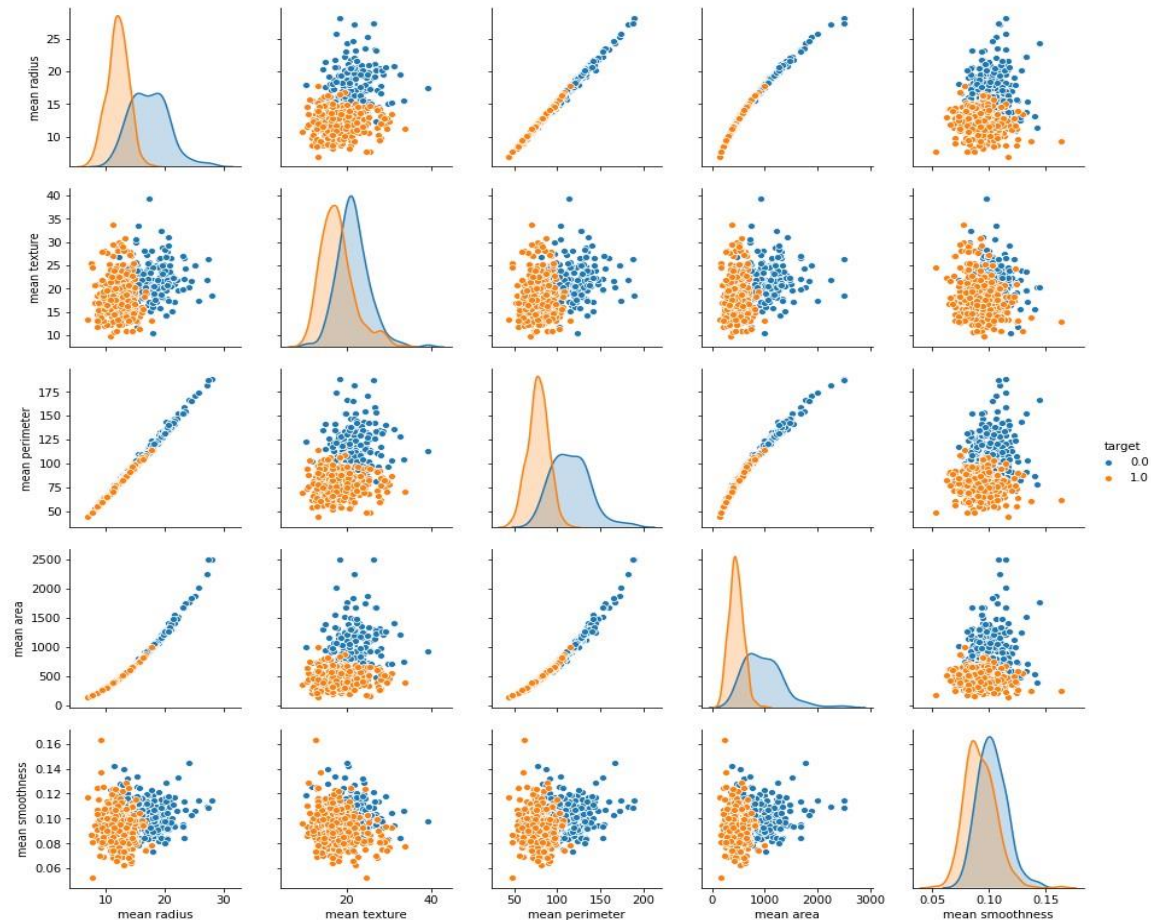 mean radius
25
20
15
10
mean texture
40
35
30
25
20
15
10
mean perimeter
175
150
125
100
75
50
target
0.0
1.0
mean area
2500
2000
1500
1000
500
0
mean smoothness
0.16
0.14
0.12
0.10
0.08
0.06
10 20 30
20 40
50 100 150 200
0 1000 2000 3000
0.05 0.10 0.15
mean radius mean texture mean perimeter mean area mean smoothness